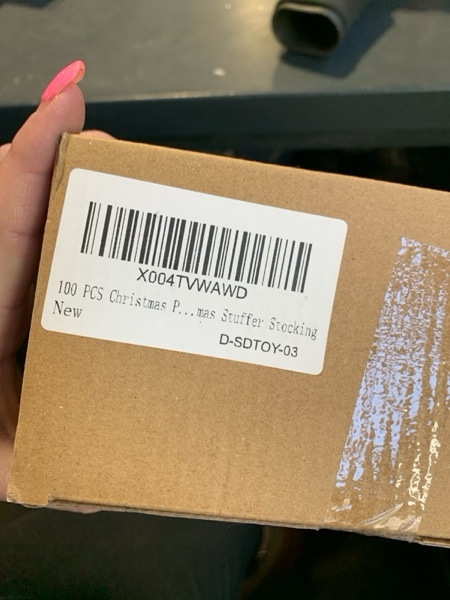 X004TVWAWD
100 PCS Christmas P...mas Stuffer Stocking
New
D-SDTOY-03